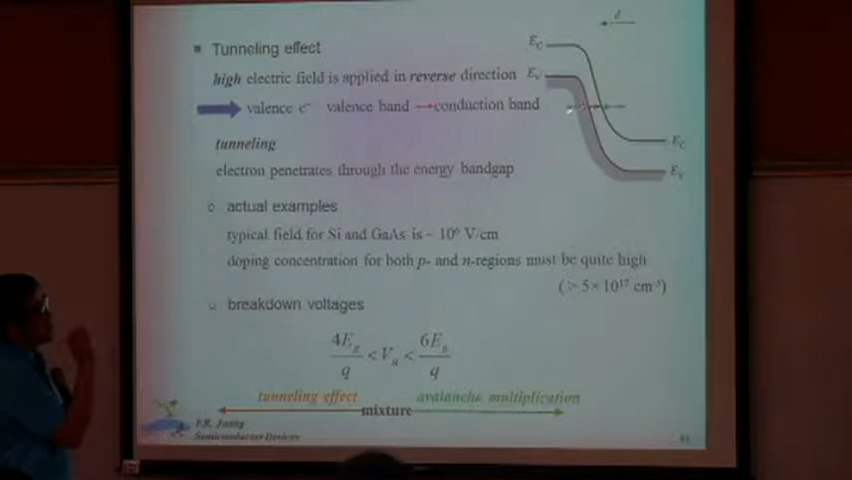 Tunneling effect
high electric field is applied in reverse direction
valence e⁻ valence band → conduction band
tunneling
electron penetrates through the energy bandgap
actual examples
typical field for Si and GaAs is ~ 10⁶ V/cm
doping concentration for both p- and n-regions must be quite high
(> 5×10¹⁷ cm⁻³)
breakdown voltages
4E_g/q < V_B < 6E_g/q
tunneling effect avalanche multiplication
mixture
Semiconductor Devices
E_C
E_V
E_C
E_V